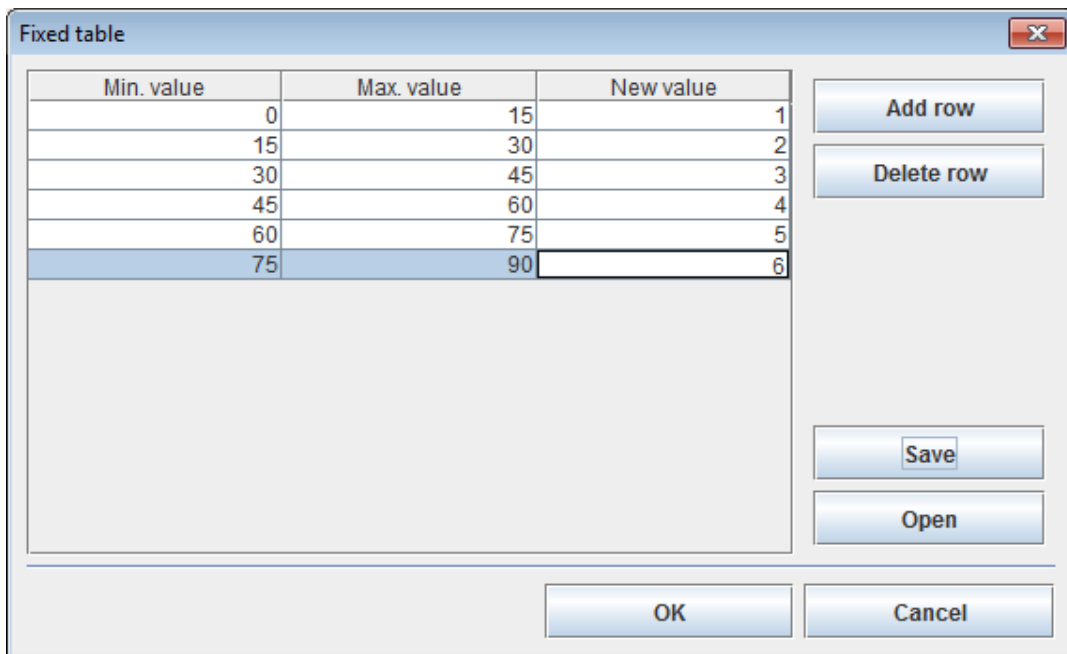 Fixed table
Min. value Max. value New value
0 15 1
15 30 2
30 45 3
45 60 4
60 75 5
75 90 6
Add row
Delete row
Save
Open
OK Cancel